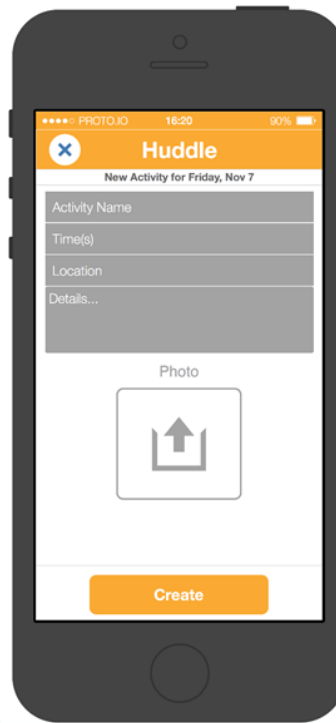 PROTO.IO 16:20 90%
Huddle
New Activity for Friday, Nov 7
Activity Name
Time(s)
Location
Details...
Photo
Create